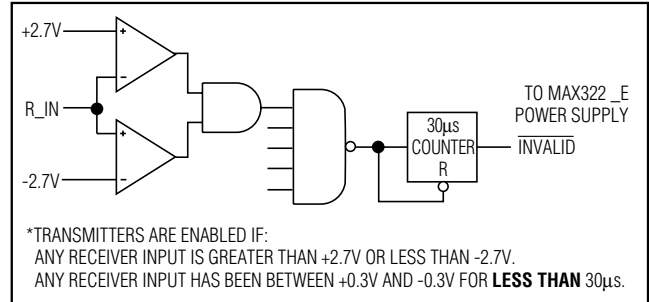 +2.7V
+
-
R_IN
+
-
-2.7V
30µs
COUNTER
R
TO MAX322 _E
POWER SUPPLY
INVALID
*TRANSMITTERS ARE ENABLED IF:
ANY RECEIVER INPUT IS GREATER THAN +2.7V OR LESS THAN -2.7V.
ANY RECEIVER INPUT HAS BEEN BETWEEN +0.3V AND -0.3V FOR LESS THAN 30µs.